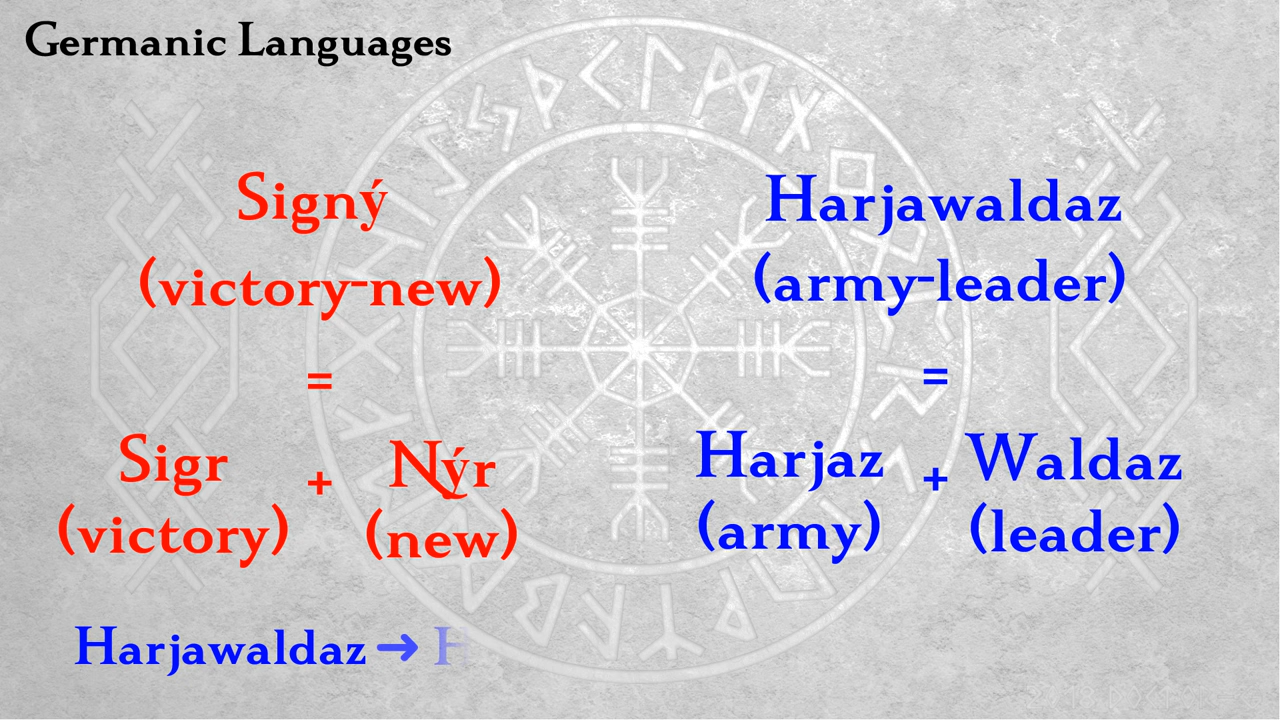 Germanic Languages
Signý
(victory-new)
=
Sigr + Nýr
(victory) (new)
Harjawaldaz
(army-leader)
=
Harjaz + Waldaz
(army) (leader)
Harjawaldaz → H